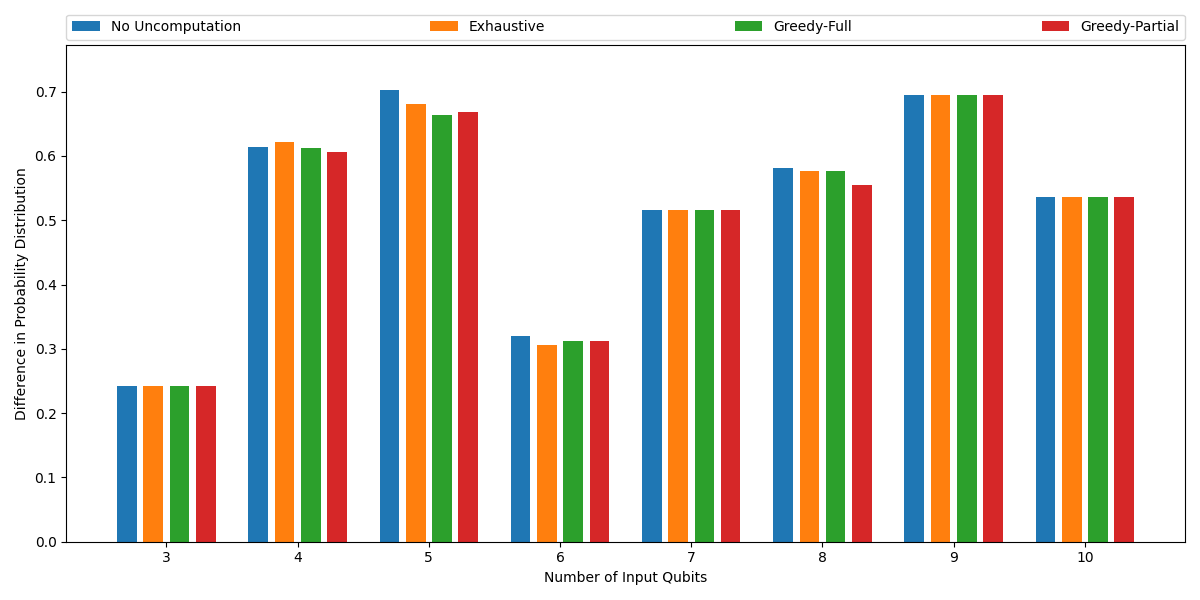 No Uncomputation Exhaustive Greedy-Full Greedy-Partial
Difference in Probability Distribution
0.7
0.6
0.5
0.4
0.3
0.2
0.1
0.0
3 4 5 6 7 8 9 10
Number of Input Qubits